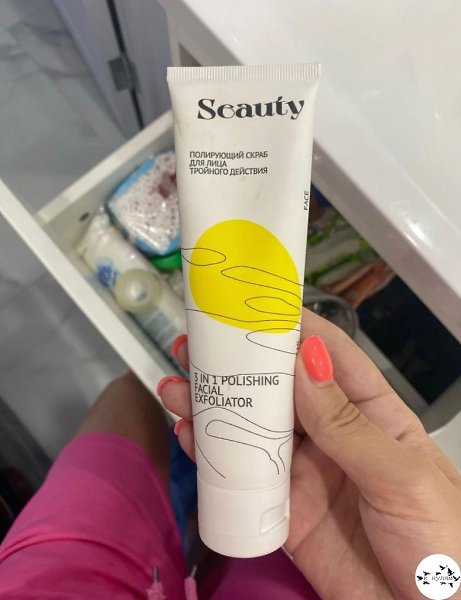 Seauty
ПОЛИРУЮЩИЙ СКРАБ
ДЛЯ ЛИЦА
ТРОЙНОГО ДЕЙСТВИЯ
FACE
3 IN 1 POLISHING
FACIAL
EXFOLIATOR